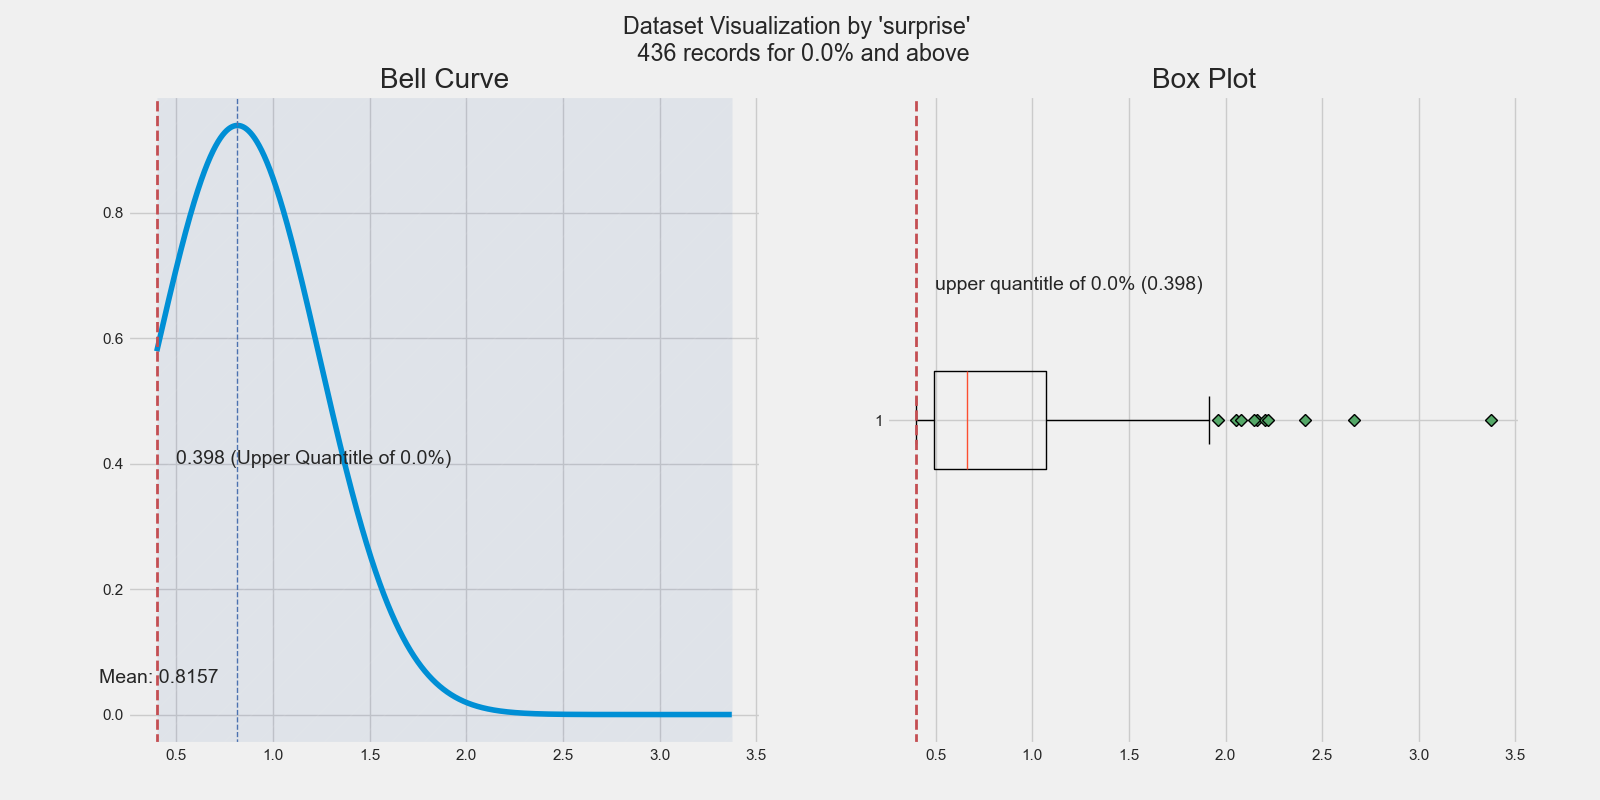 Dataset Visualization by 'surprise'
436 records for 0.0% and above
Bell Curve
0.8
0.6
0.4
0.2
0.0
0.398 (Upper Quantitle of 0.0%)
Mean: 0.8157
0.5 1.0 1.5 2.0 2.5 3.0 3.5
Box Plot
upper quantitle of 0.0% (0.398)
1
0.5 1.0 1.5 2.0 2.5 3.0 3.5